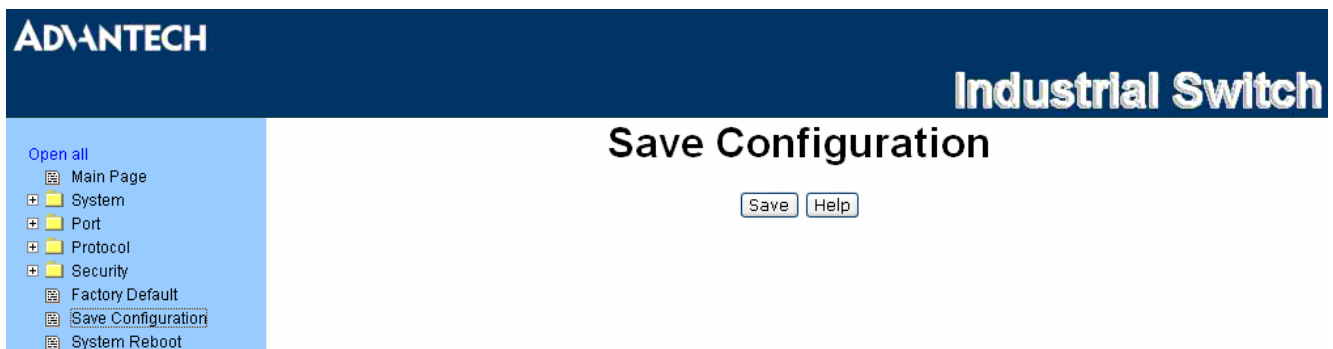 ADVANTECH
Industrial Switch
Open all
Main Page
System
Port
Protocol
Security
Factory Default
Save Configuration
System Reboot
Save Configuration
Save Help